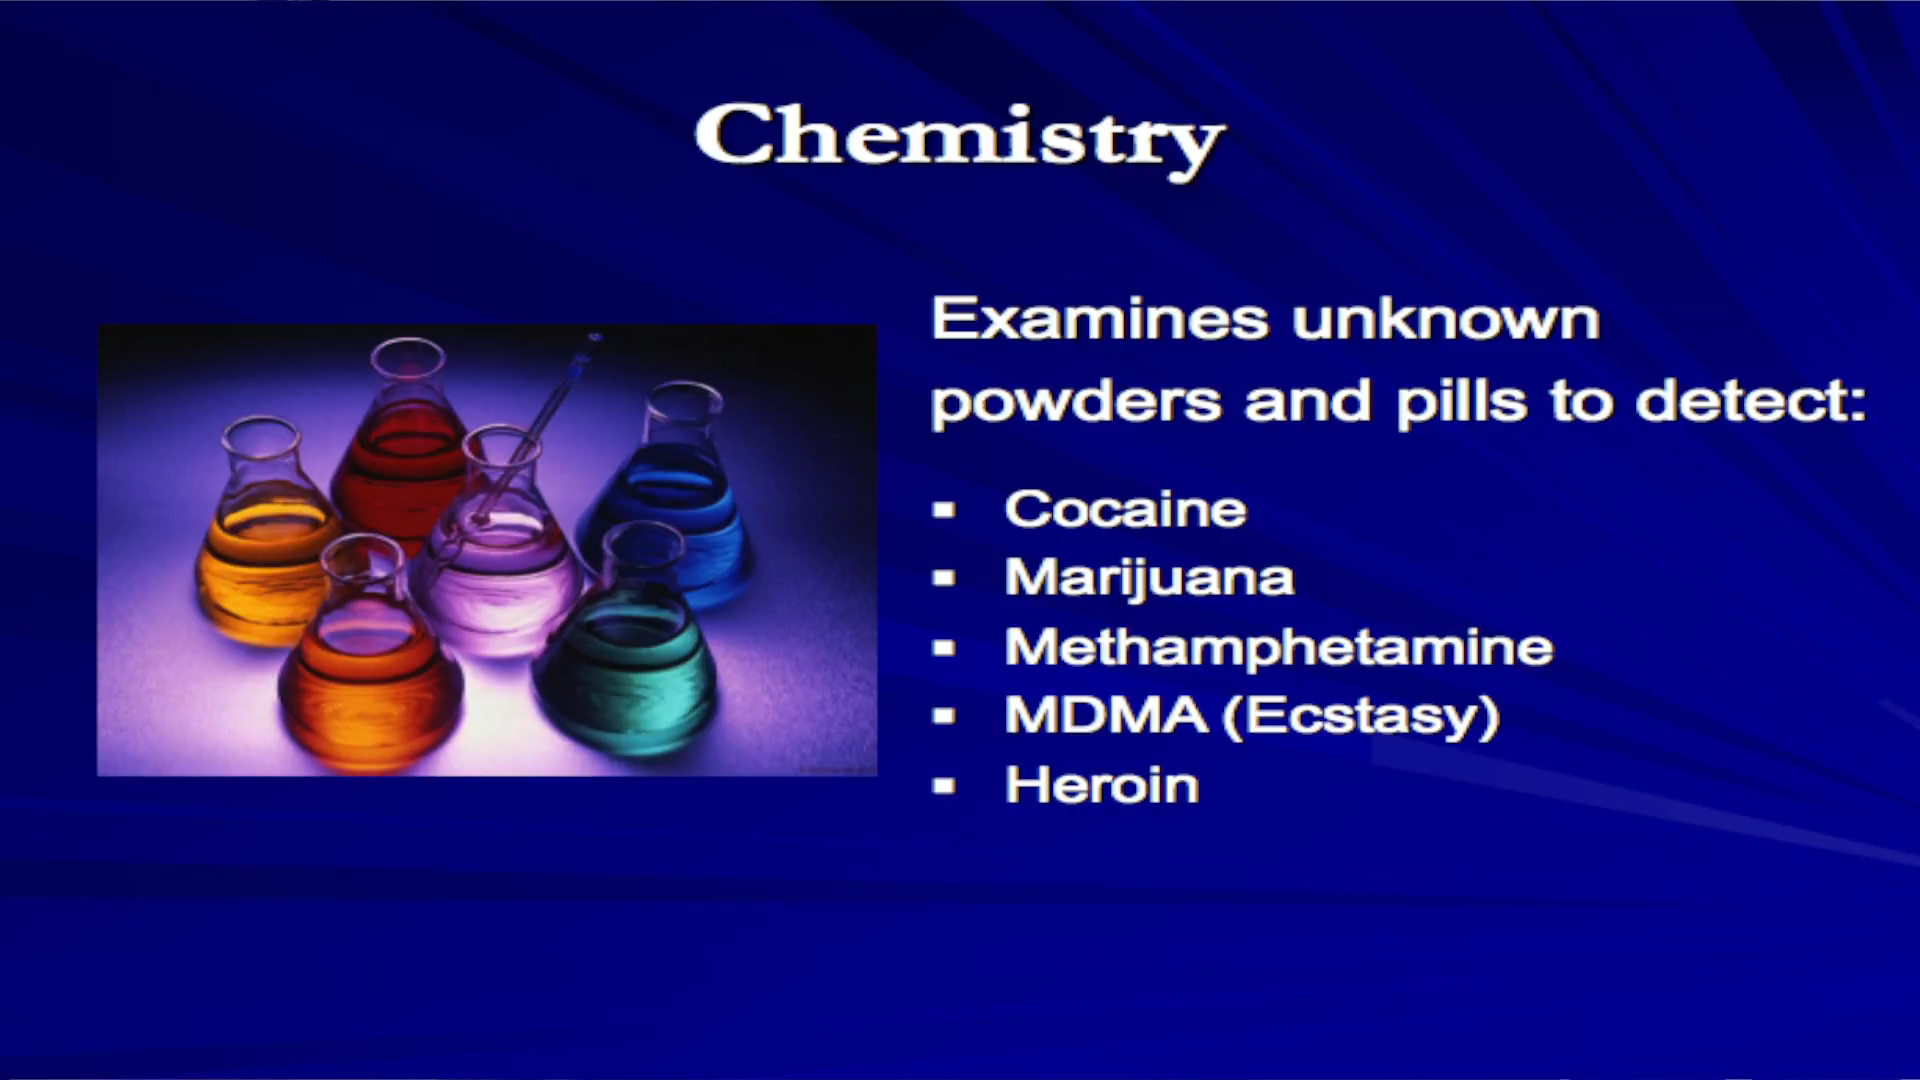 Chemistry
Examines unknown
powders and pills to detect:
▪ Cocaine
▪ Marijuana
▪ Methamphetamine
▪ MDMA (Ecstasy)
▪ Heroin